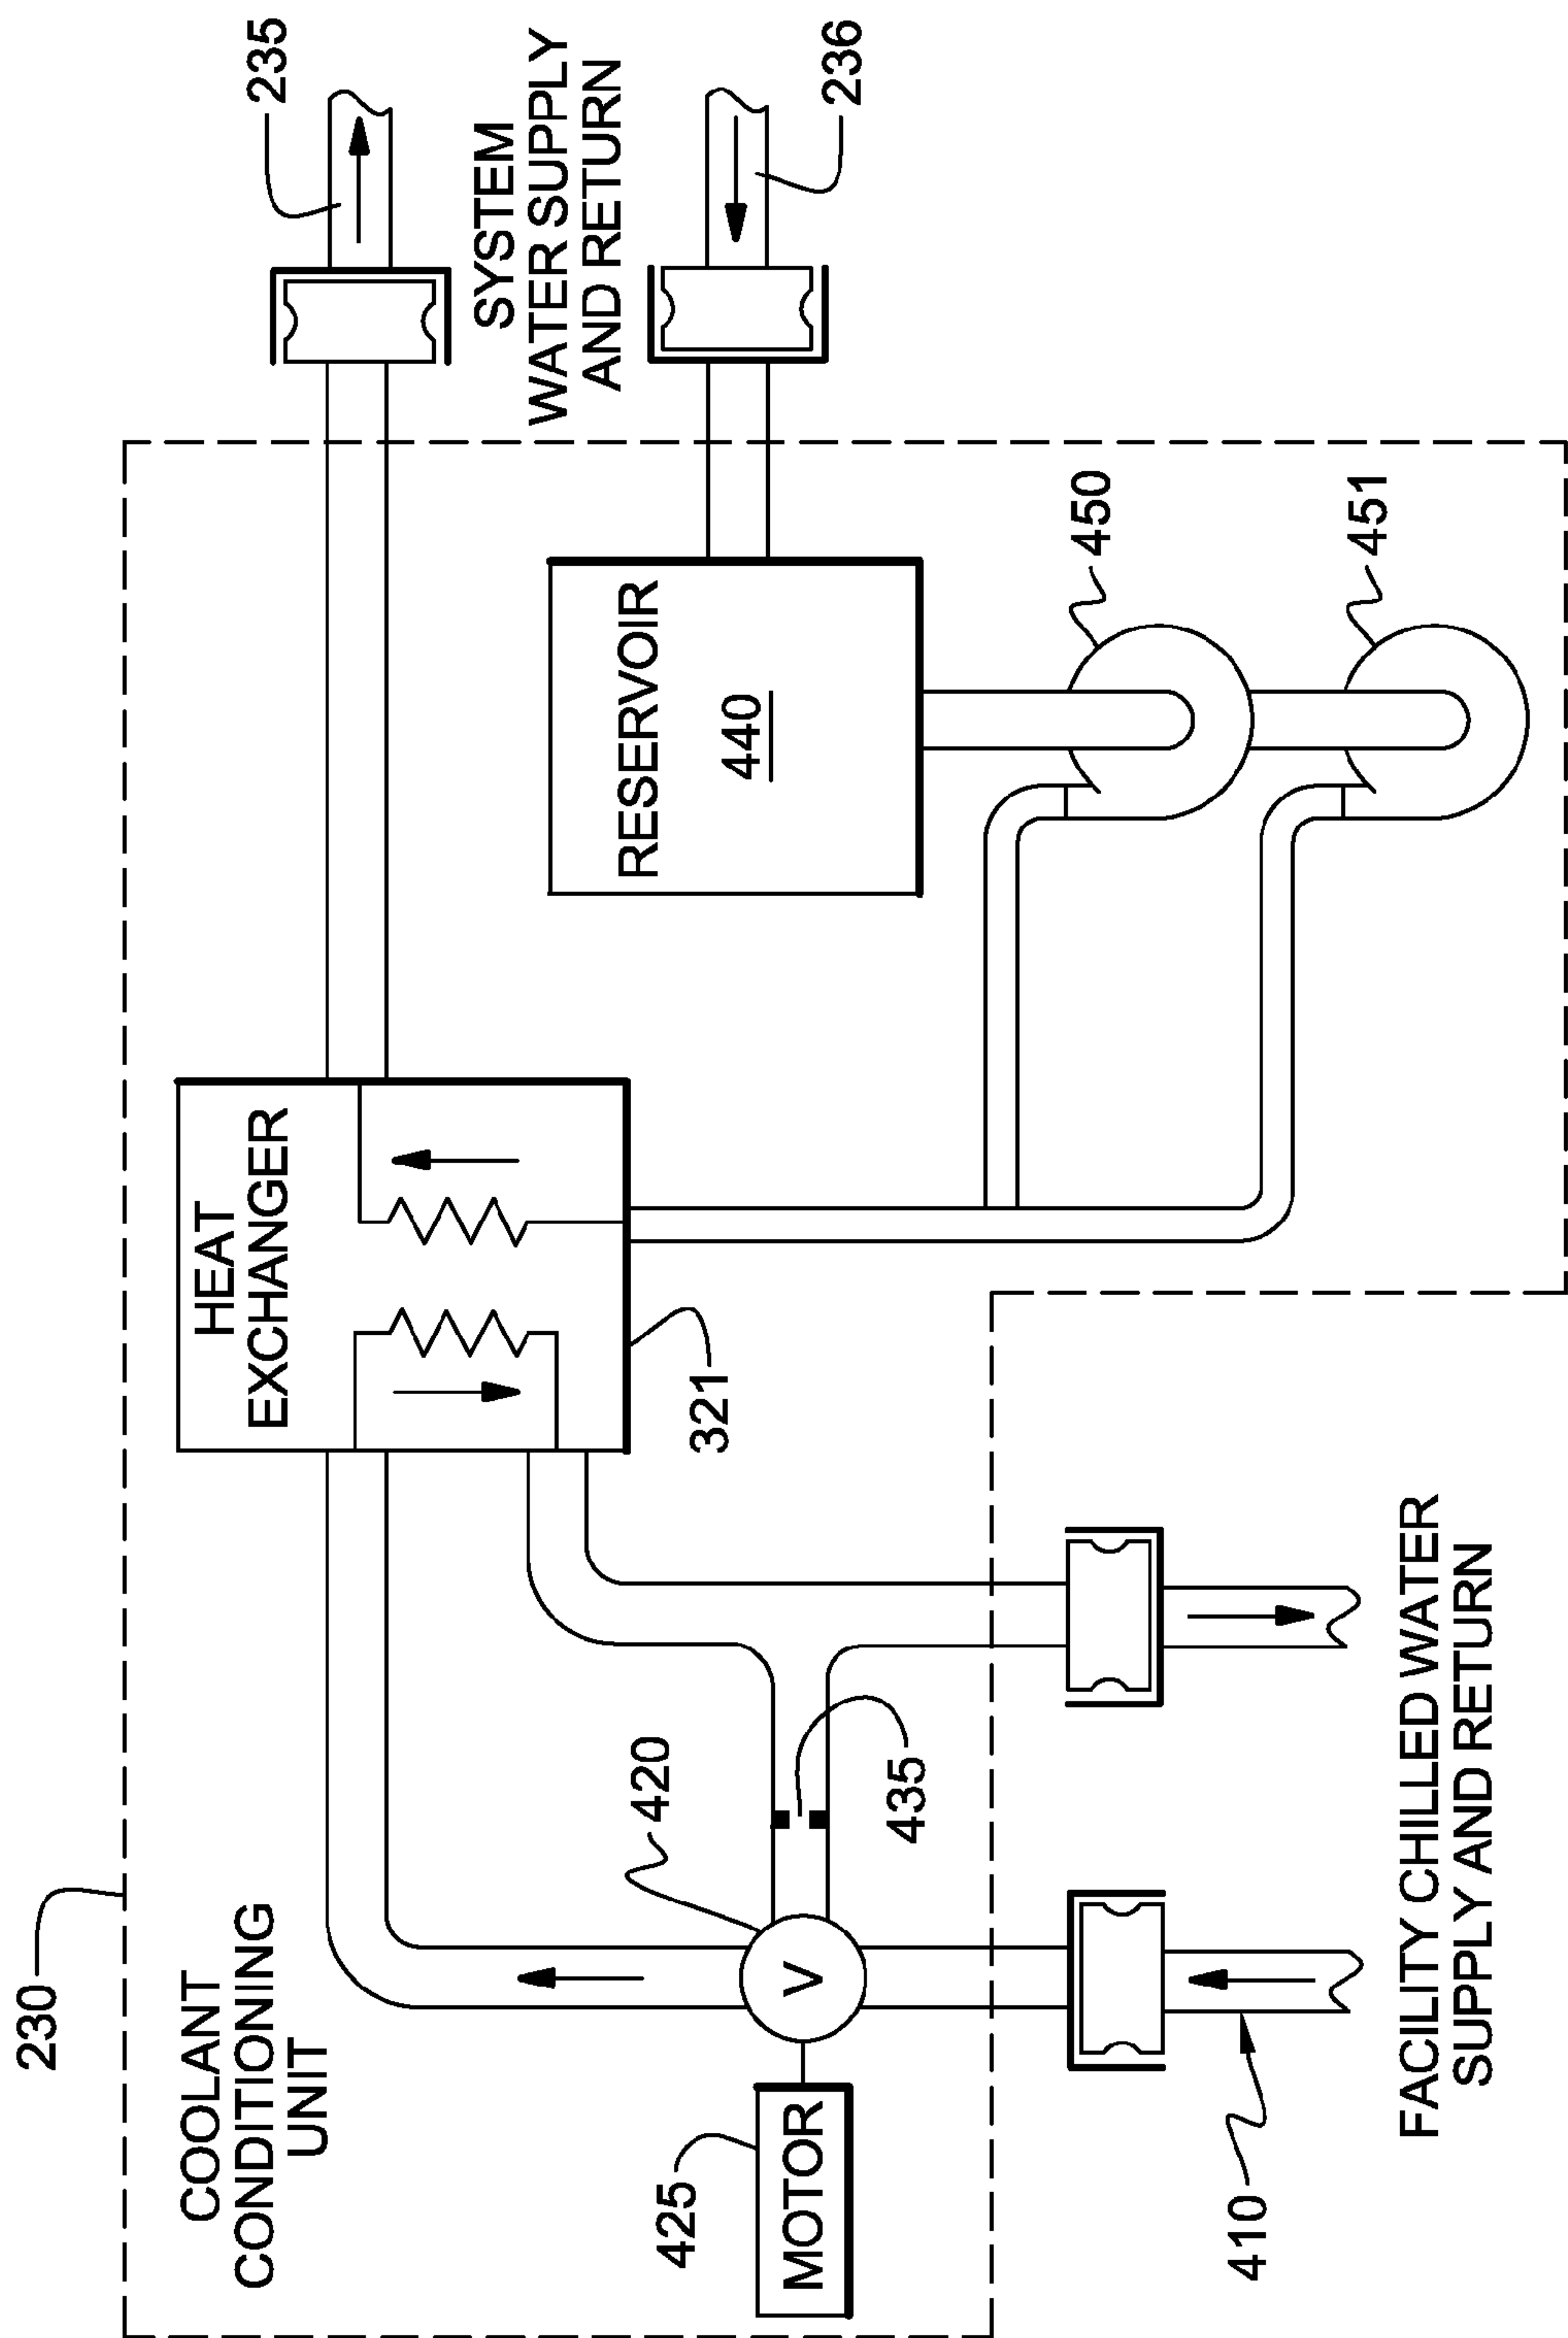 230
COOLANT
CONDITIONING
UNIT
HEAT
EXCHANGER
235
SYSTEM
WATER SUPPLY
AND RETURN
236
RESERVOIR
440
450
451
321
420
V
435
425
MOTOR
410
FACILITY CHILLED WATER
SUPPLY AND RETURN